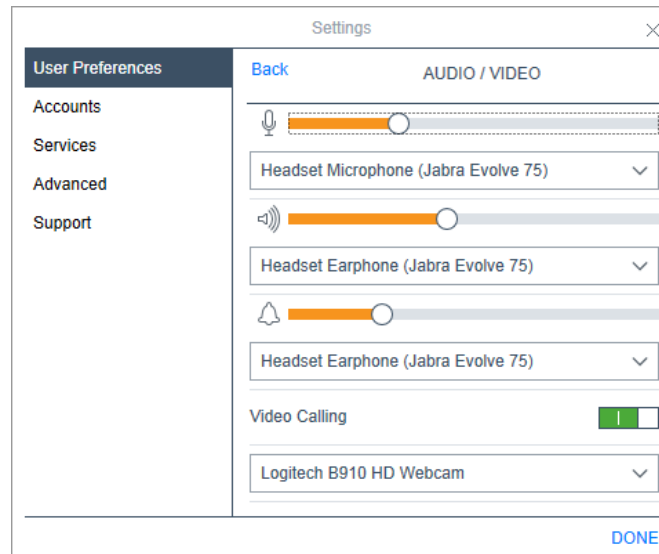 Settings
User Preferences
Accounts
Services
Advanced
Support
Back
AUDIO / VIDEO
Headset Microphone (Jabra Evolve 75)
Headset Earphone (Jabra Evolve 75)
Headset Earphone (Jabra Evolve 75)
Video Calling
Logitech B910 HD Webcam
DONE